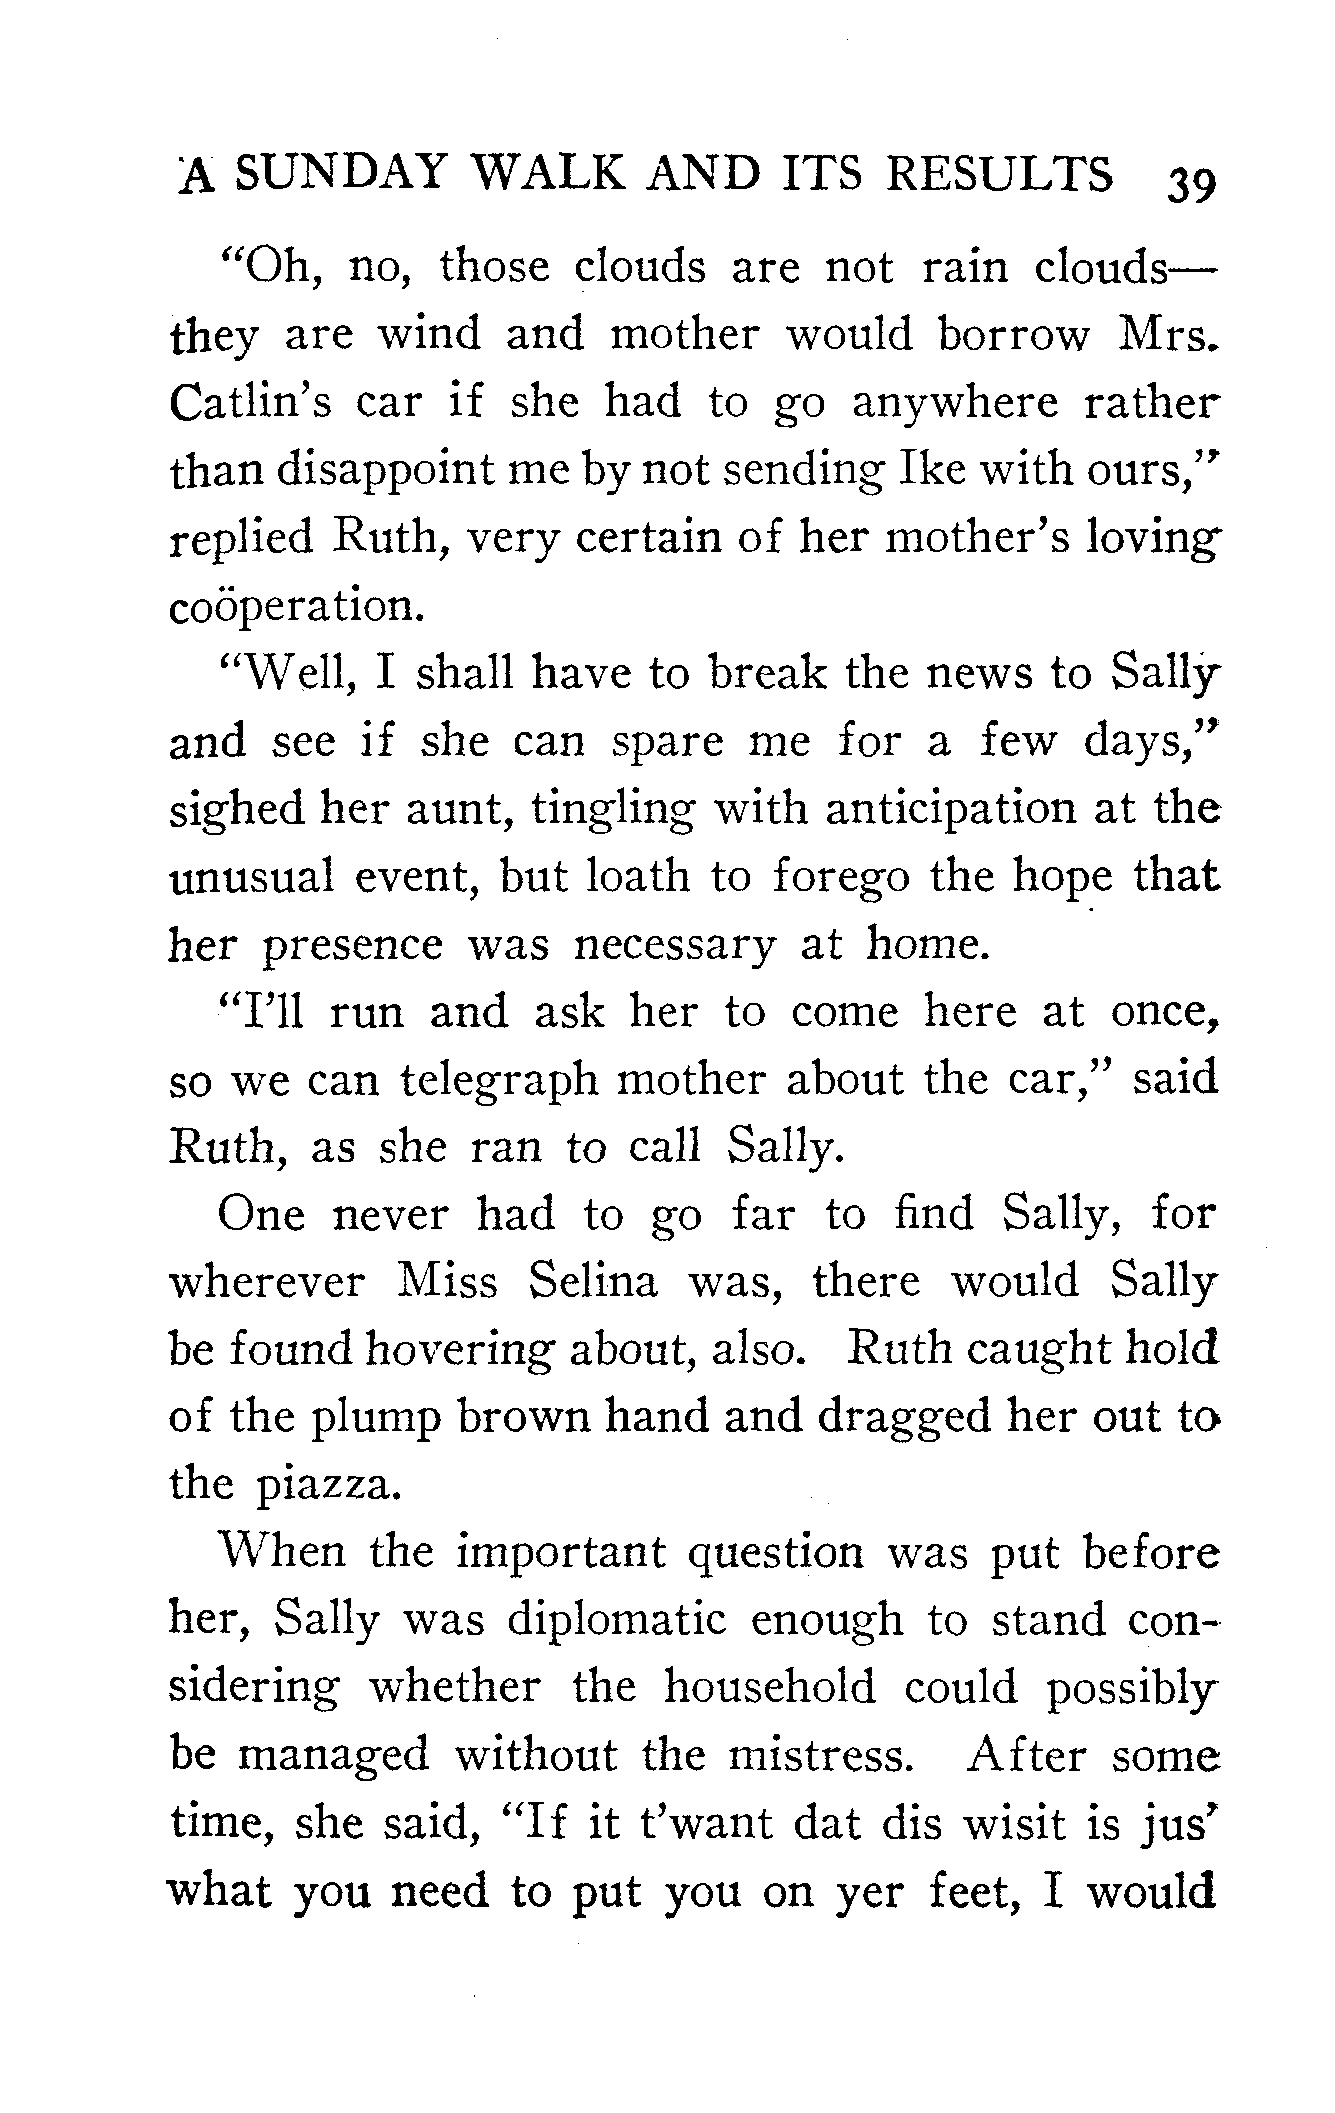 A SUNDAY WALK AND ITS RESULTS 39
“Oh, no, those clouds are not rain clouds—
they are wind and mother would borrow Mrs.
Catlin’s car if she had to go anywhere rather
than disappoint me by not sending Ike with ours,”
replied Ruth, very certain of her mother’s loving
coöperation.
“Well, I shall have to break the news to Sally
and see if she can spare me for a few days,”
sighed her aunt, tingling with anticipation at the
unusual event, but loath to forego the hope that
her presence was necessary at home.
“I’ll run and ask her to come here at once,
so we can telegraph mother about the car,” said
Ruth, as she ran to call Sally.
One never had to go far to find Sally, for
wherever Miss Selina was, there would Sally
be found hovering about, also. Ruth caught hold
of the plump brown hand and dragged her out to
the piazza.
When the important question was put before
her, Sally was diplomatic enough to stand con-
sidering whether the household could possibly
be managed without the mistress. After some
time, she said, “If it t’want dat dis wisit is jus’
what you need to put you on yer feet, I would